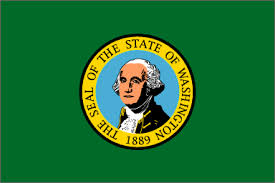 THE SEAL OF THE STATE OF WASHINGTON
1889